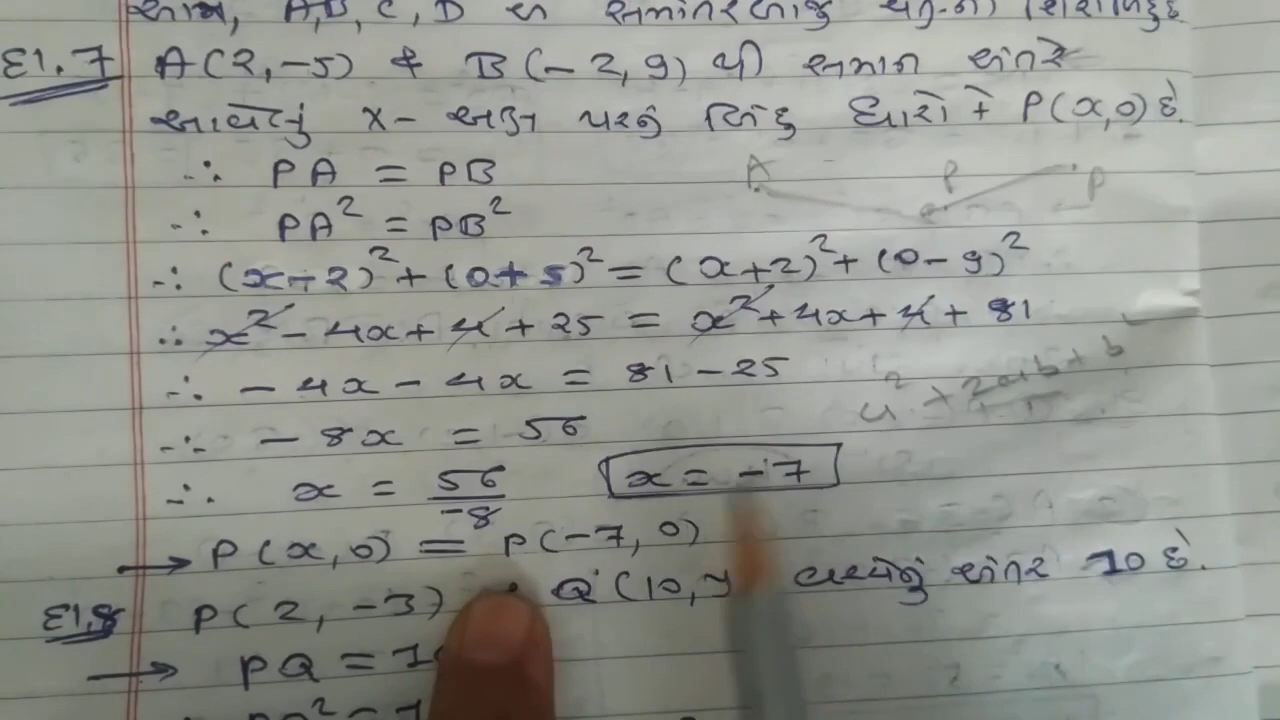 સામે, A, B, C, D એ સમાંતરબાજુ
દા.7 A(2, -5) & B(-2, 9) થી સમાન અંતરે
આવેલું x- અક્ષ પરનું બિંદુ ધારો કે P(x, 0) છે.
∴ PA = PB
A P P
∴ PA² = PB²
∴ (x-2)² + (0+5)² = (x+2)² + (0-9)²
∴ x² - 4x + 4 + 25 = x² + 4x + 4 + 81
∴ - 4x - 4x = 81 - 25
∴ - 8x = 56
∴ x = 56/-8 x = -7
→ P(x, 0) = P(-7, 0)
દા.8 P(2, -3) Q(10, y વચ્ચેનું અંતર 10 છે.
→ PQ = 1